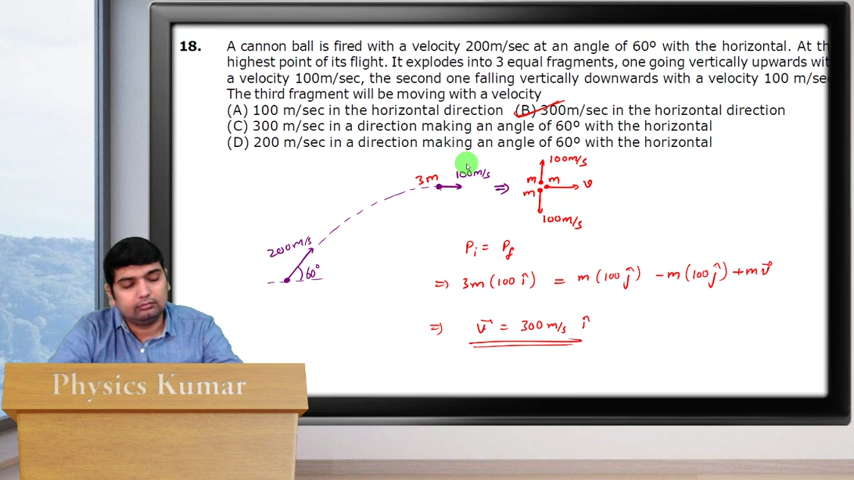 18. A cannon ball is fired with a velocity 200m/sec at an angle of 60º with the horizontal. At th
highest point of its flight. It explodes into 3 equal fragments, one going vertically upwards wit
a velocity 100m/sec, the second one falling vertically downwards with a velocity 100 m/se
The third fragment will be moving with a velocity
(A) 100 m/sec in the horizontal direction (B) 300m/sec in the horizontal direction
(C) 300 m/sec in a direction making an angle of 60º with the horizontal
(D) 200 m/sec in a direction making an angle of 60º with the horizontal
3m 100m/s ⇒ 100m/s
m m v
m
100m/s
200m/s
60°
Pi = Pf
⇒ 3m(100 î) = m(100 ĵ) - m(100 ĵ) + m v⃗
⇒ v⃗ = 300 m/s î
Physics Kumar